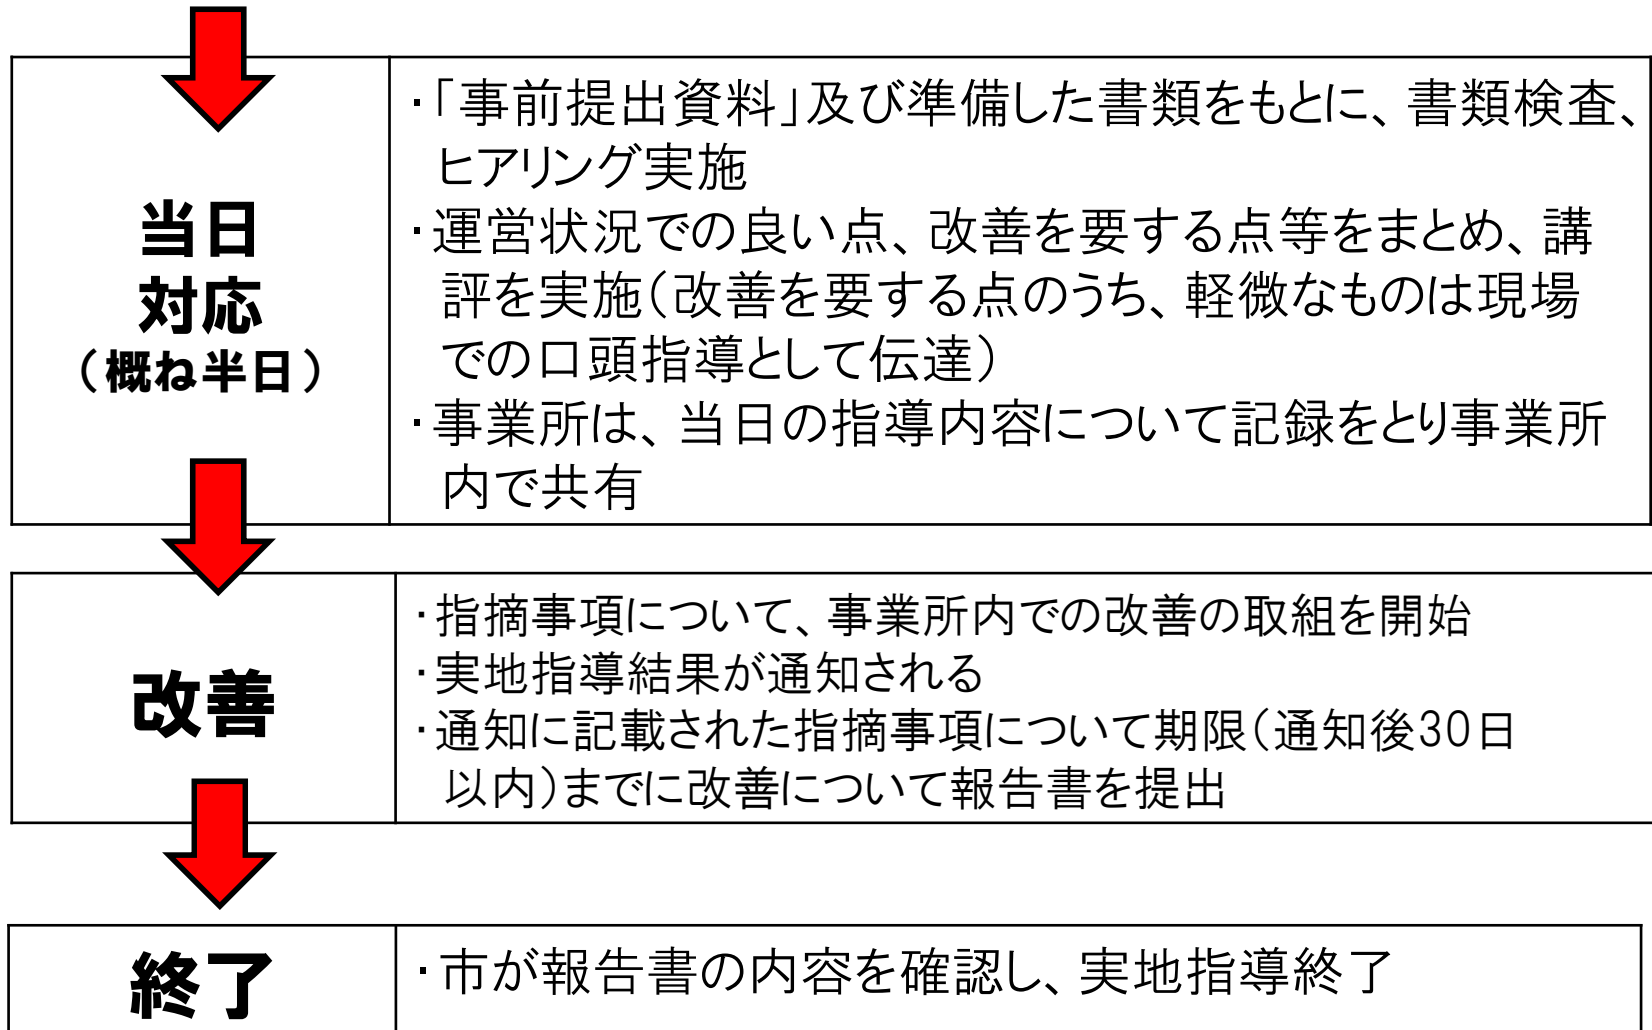 当日
対応
（概ね半日）
・「事前提出資料」及び準備した書類をもとに、書類検査、
ヒアリング実施
・運営状況での良い点、改善を要する点等をまとめ、講
評を実施（改善を要する点のうち、軽微なものは現場
での口頭指導として伝達）
・事業所は、当日の指導内容について記録をとり事業所
内で共有
改善
・指摘事項について、事業所内での改善の取組を開始
・実地指導結果が通知される
・通知に記載された指摘事項について期限（通知後30日
以内）までに改善について報告書を提出
終了
・市が報告書の内容を確認し、実地指導終了